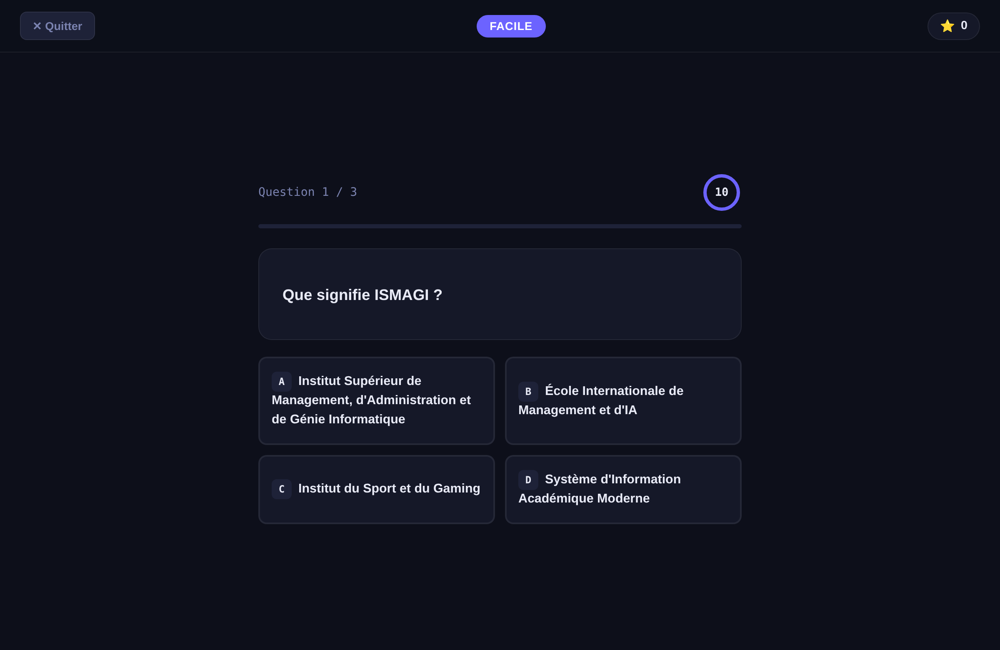 ✕ Quitter
FACILE
⭐ 0
Question 1 / 3
10
Que signifie ISMAGI ?
A Institut Supérieur de
Management, d'Administration et
de Génie Informatique
B École Internationale de
Management et d'IA
C Institut du Sport et du Gaming
D Système d'Information
Académique Moderne